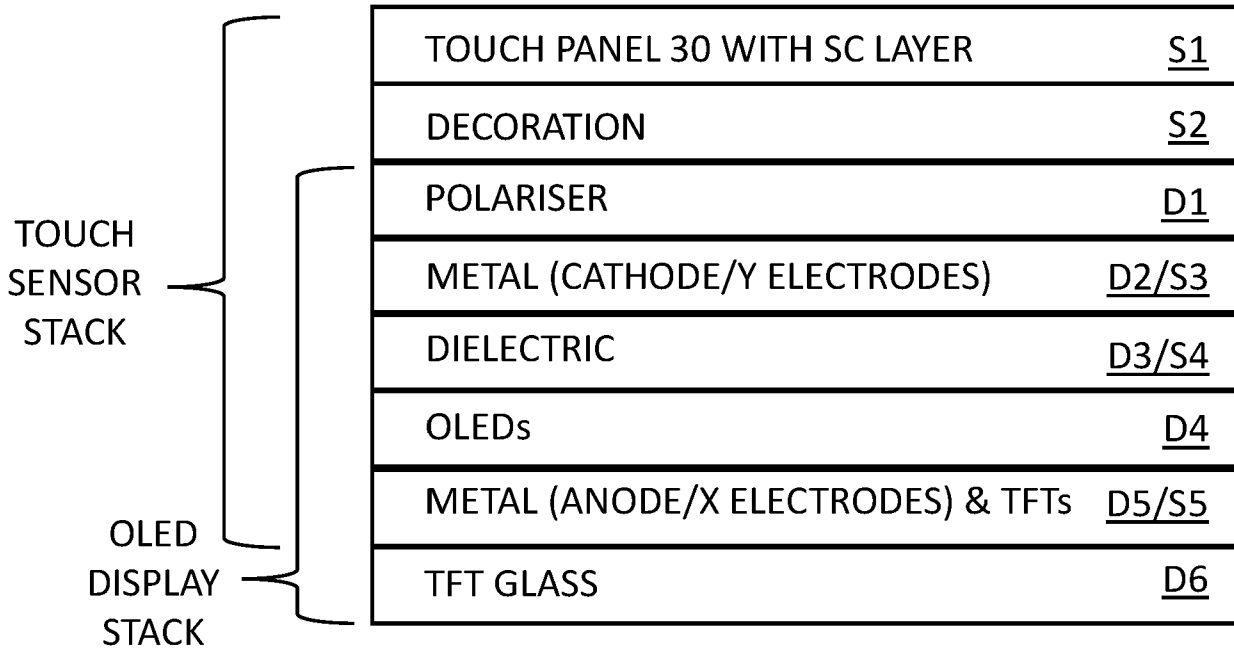 TOUCH PANEL 30 WITH SC LAYER S1
DECORATION S2
POLARISER D1
METAL (CATHODE/Y ELECTRODES) D2/S3
DIELECTRIC D3/S4
OLEDs D4
METAL (ANODE/X ELECTRODES) & TFTs D5/S5
TFT GLASS D6
TOUCH
SENSOR
STACK
OLED
DISPLAY
STACK